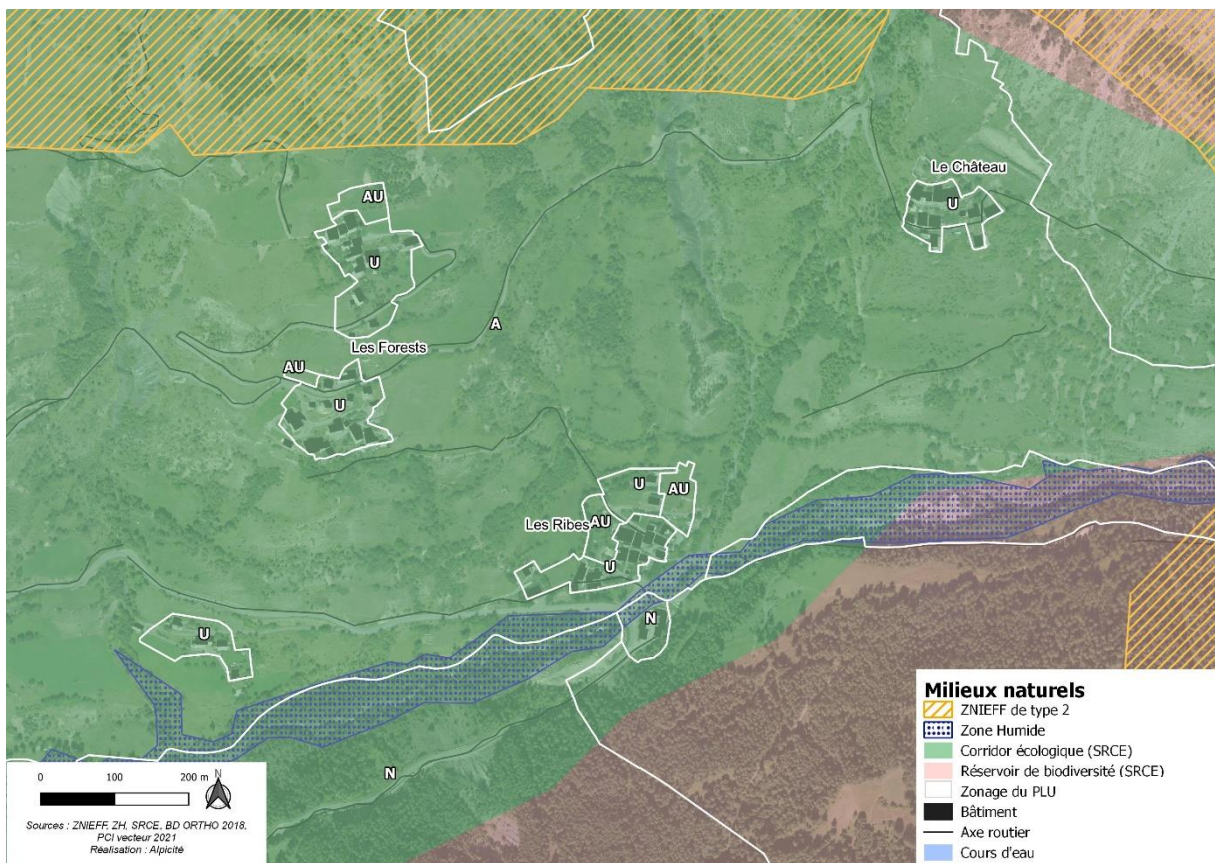 Le Château
U
AU
U
A
Les Forests
AU
U
U
AU
AU
Les Ribes
U
N
U
N
Milieux naturels
ZNIEFF de type 2
Zone Humide
Corridor écologique (SRCE)
Réservoir de biodiversité (SRCE)
Zonage du PLU
Bâtiment
Axe routier
Cours d'eau
0 100 200 m
N
Sources : ZNIEFF, ZH, SRCE, BD ORTHO 2018,
PCI vecteur 2021
Réalisation : Alpicité